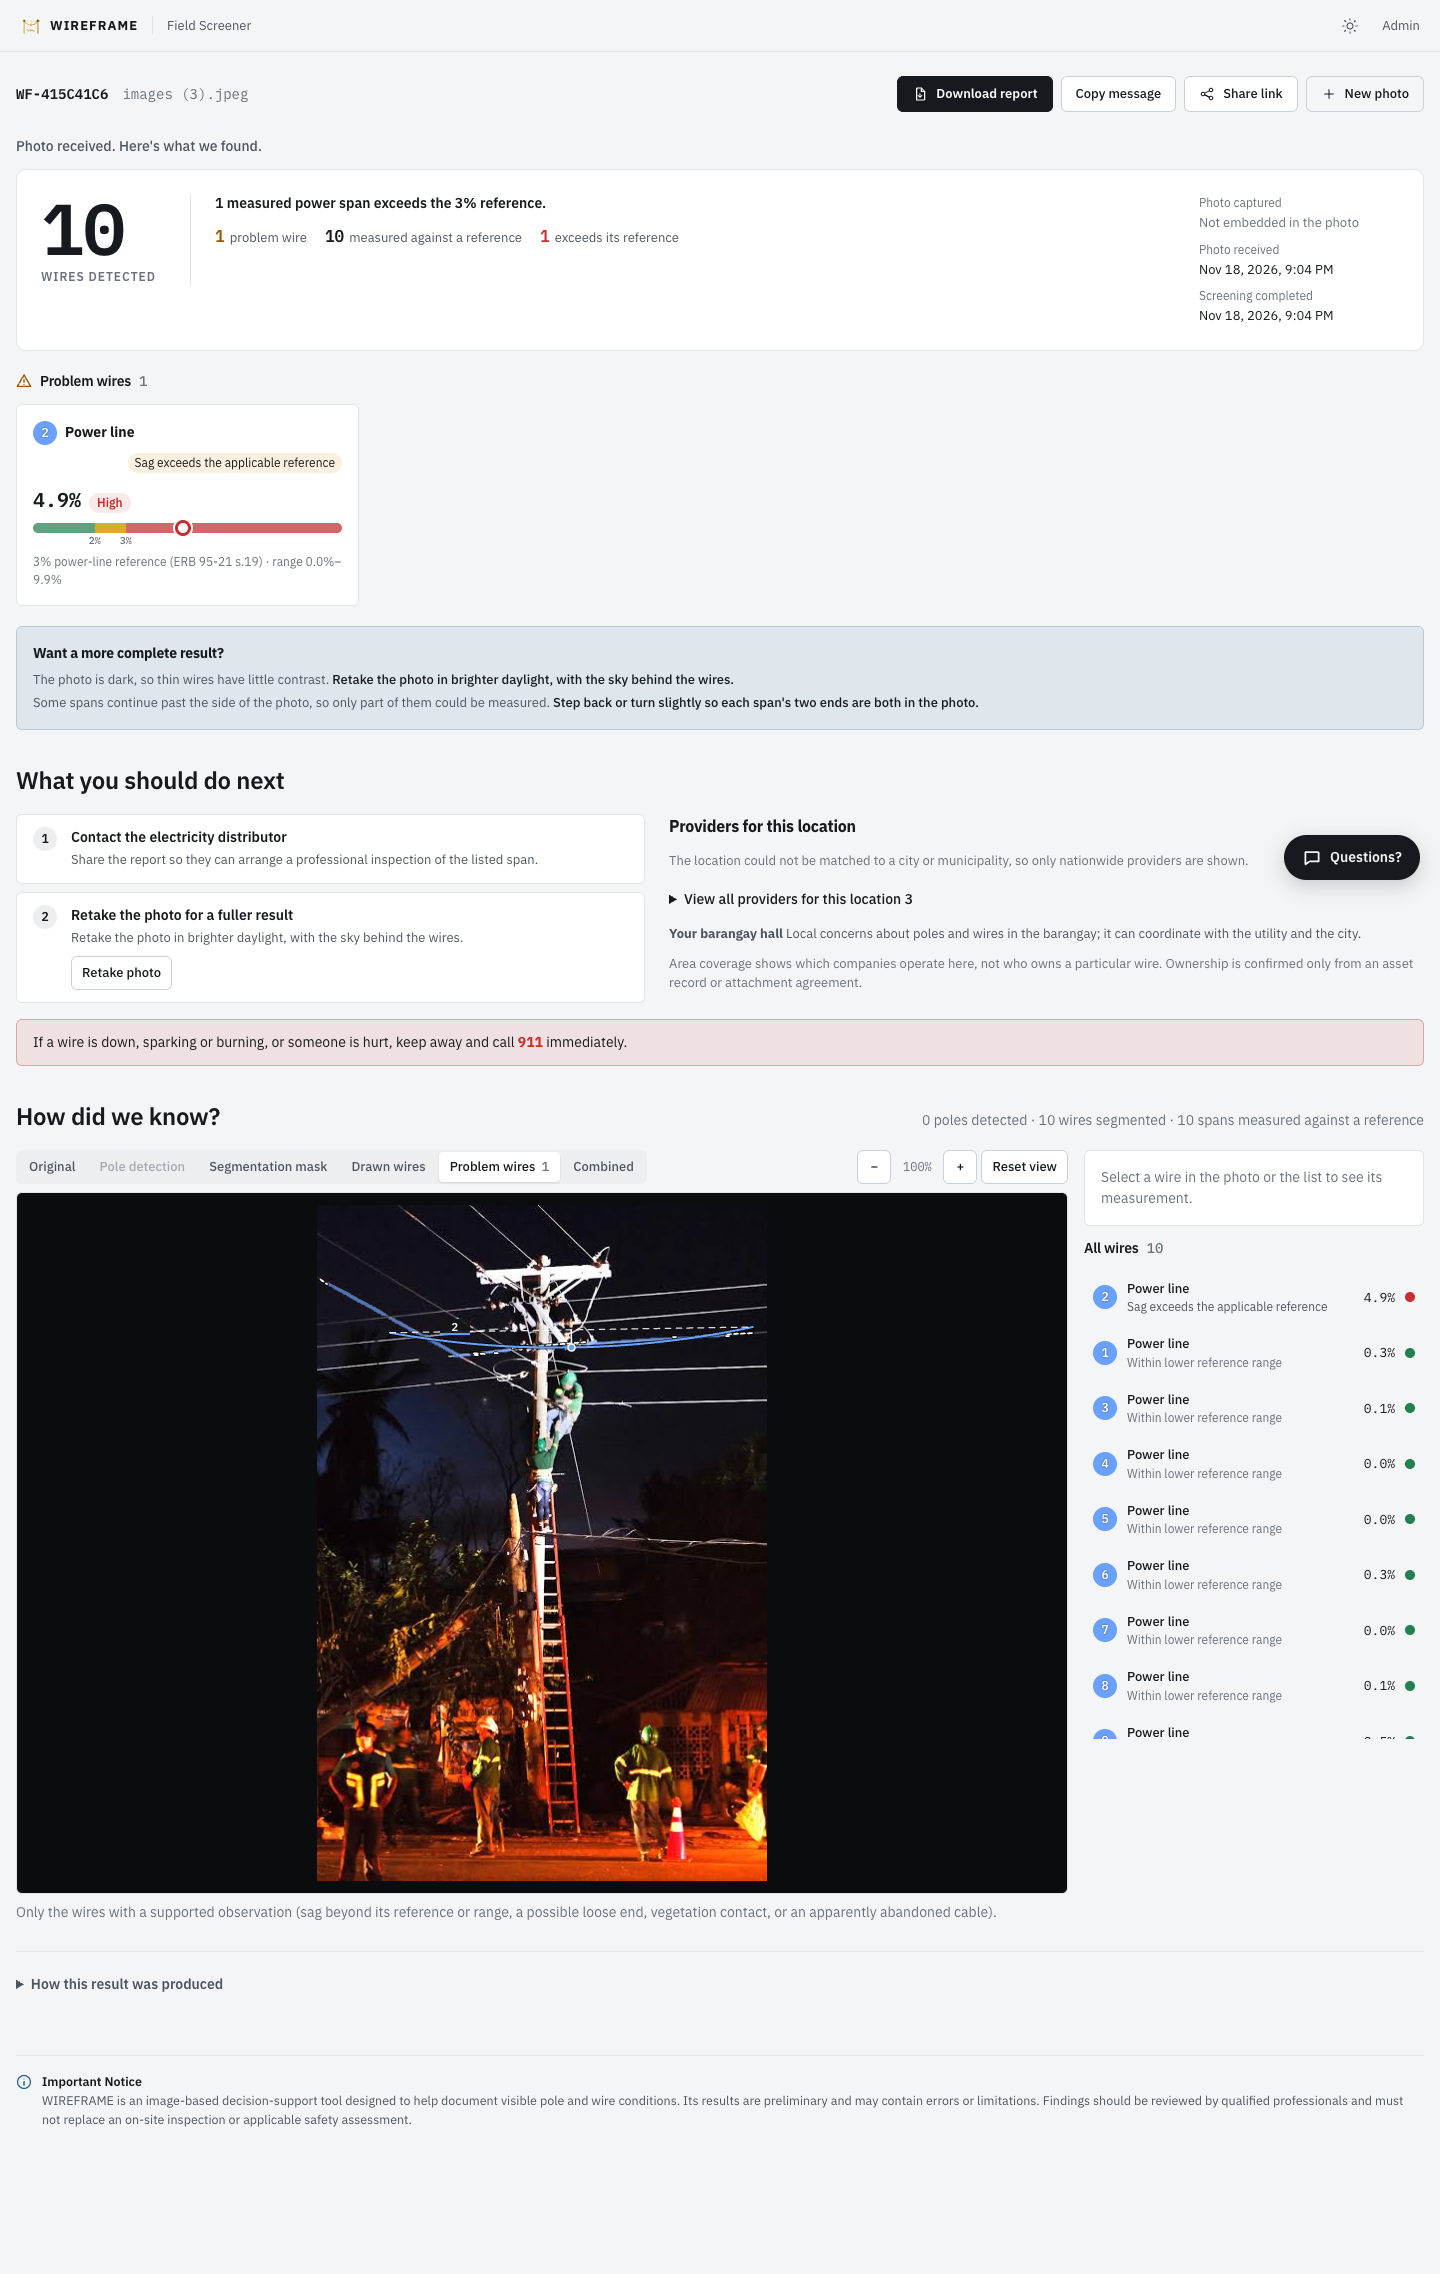 WIREFRAME Field Screener Admin
WF-415C41C6 images (3).jpeg Download report Copy message Share link New photo
Photo received. Here's what we found.
10
WIRES DETECTED
1 measured power span exceeds the 3% reference.
1 problem wire 10 measured against a reference 1 exceeds its reference
Photo captured
Not embedded in the photo
Photo received
Nov 18, 2026, 9:04 PM
Screening completed
Nov 18, 2026, 9:04 PM
Problem wires 1
2 Power line
Sag exceeds the applicable reference
4.9% High
2% 3%
3% power-line reference (ERB 95-21 s.19) · range 0.0%–
9.9%
Want a more complete result?
The photo is dark, so thin wires have little contrast. Retake the photo in brighter daylight, with the sky behind the wires.
Some spans continue past the side of the photo, so only part of them could be measured. Step back or turn slightly so each span's two ends are both in the photo.
What you should do next
1 Contact the electricity distributor
Share the report so they can arrange a professional inspection of the listed span.
2 Retake the photo for a fuller result
Retake the photo in brighter daylight, with the sky behind the wires.
Retake photo
Providers for this location
The location could not be matched to a city or municipality, so only nationwide providers are shown.
Questions?
View all providers for this location 3
Your barangay hall Local concerns about poles and wires in the barangay; it can coordinate with the utility and the city.
Area coverage shows which companies operate here, not who owns a particular wire. Ownership is confirmed only from an asset
record or attachment agreement.
If a wire is down, sparking or burning, or someone is hurt, keep away and call 911 immediately.
How did we know?
0 poles detected · 10 wires segmented · 10 spans measured against a reference
Original Pole detection Segmentation mask Drawn wires Problem wires 1 Combined
− 100% + Reset view
2
Select a wire in the photo or the list to see its
measurement.
All wires 10
2 Power line
Sag exceeds the applicable reference 4.9%
1 Power line
Within lower reference range 0.3%
3 Power line
Within lower reference range 0.1%
4 Power line
Within lower reference range 0.0%
5 Power line
Within lower reference range 0.0%
6 Power line
Within lower reference range 0.3%
7 Power line
Within lower reference range 0.0%
8 Power line
Within lower reference range 0.1%
Power line
Only the wires with a supported observation (sag beyond its reference or range, a possible loose end, vegetation contact, or an apparently abandoned cable).
How this result was produced
Important Notice
WIREFRAME is an image-based decision-support tool designed to help document visible pole and wire conditions. Its results are preliminary and may contain errors or limitations. Findings should be reviewed by qualified professionals and must
not replace an on-site inspection or applicable safety assessment.